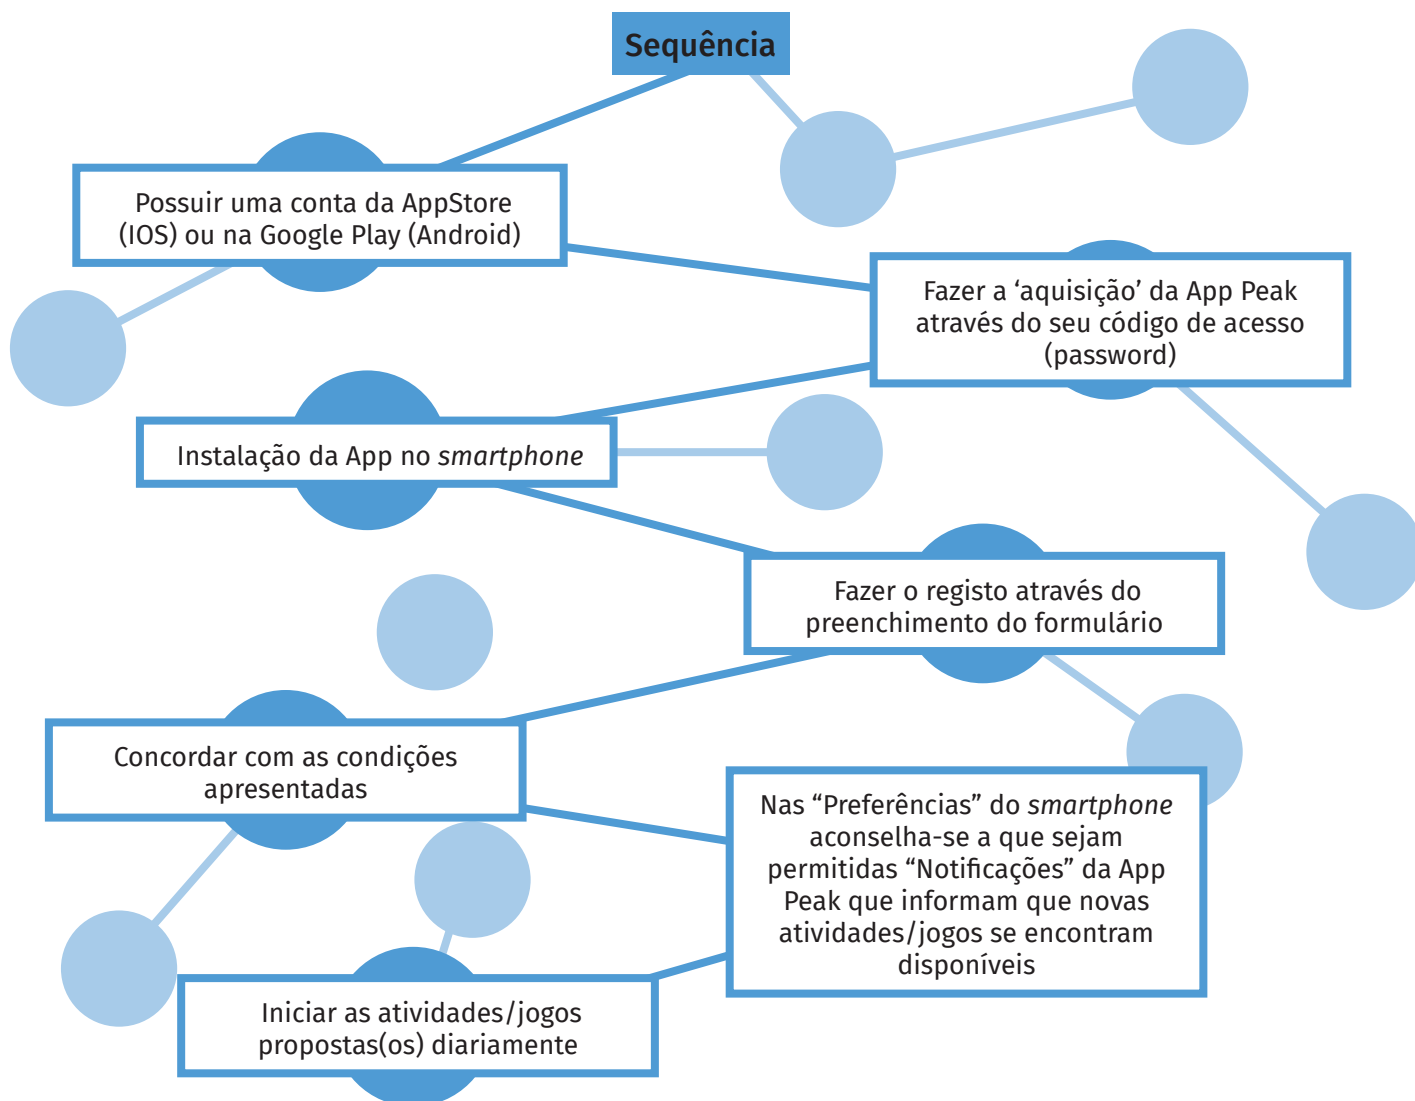 Sequência
Possuir uma conta da AppStore
(IOS) ou na Google Play (Android)
Fazer a ‘aquisição’ da App Peak
através do seu código de acesso
(password)
Instalação da App no smartphone
Fazer o registo através do
preenchimento do formulário
Concordar com as condições
apresentadas
Nas “Preferências” do smartphone
aconselha-se a que sejam
permitidas “Notificações” da App
Peak que informam que novas
atividades/jogos se encontram
disponíveis
Iniciar as atividades/jogos
propostas(os) diariamente